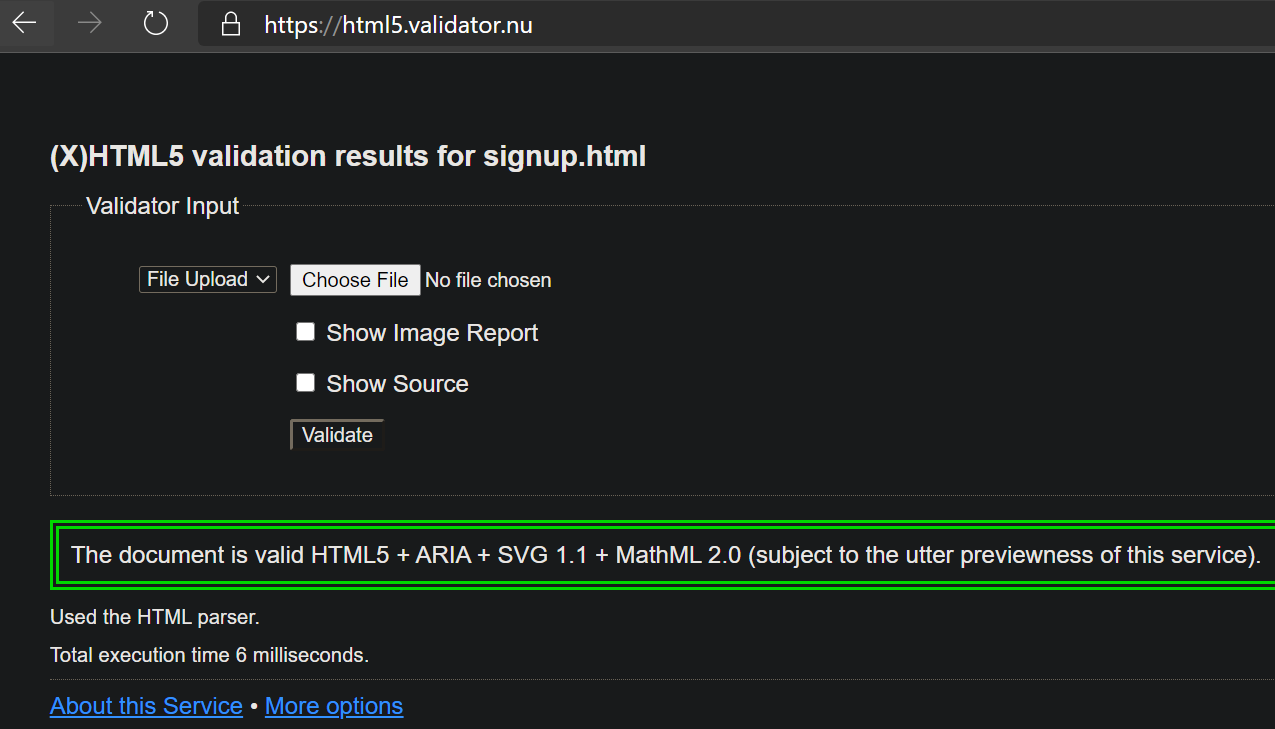 https://html5.validator.nu
(X)HTML5 validation results for signup.html
Validator Input
File Upload Choose File No file chosen
Show Image Report
Show Source
Validate
The document is valid HTML5 + ARIA + SVG 1.1 + MathML 2.0 (subject to the utter previewness of this service).
Used the HTML parser.
Total execution time 6 milliseconds.
About this Service • More options